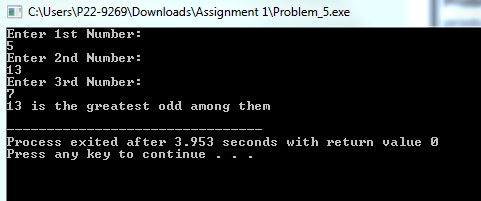 C:\Users\P22-9269\Downloads\Assignment 1\Problem_5.exe
Enter 1st Number:
5
Enter 2nd Number:
13
Enter 3rd Number:
7
13 is the greatest odd among them
--------------------------------
Process exited after 3.953 seconds with return value 0
Press any key to continue . . .